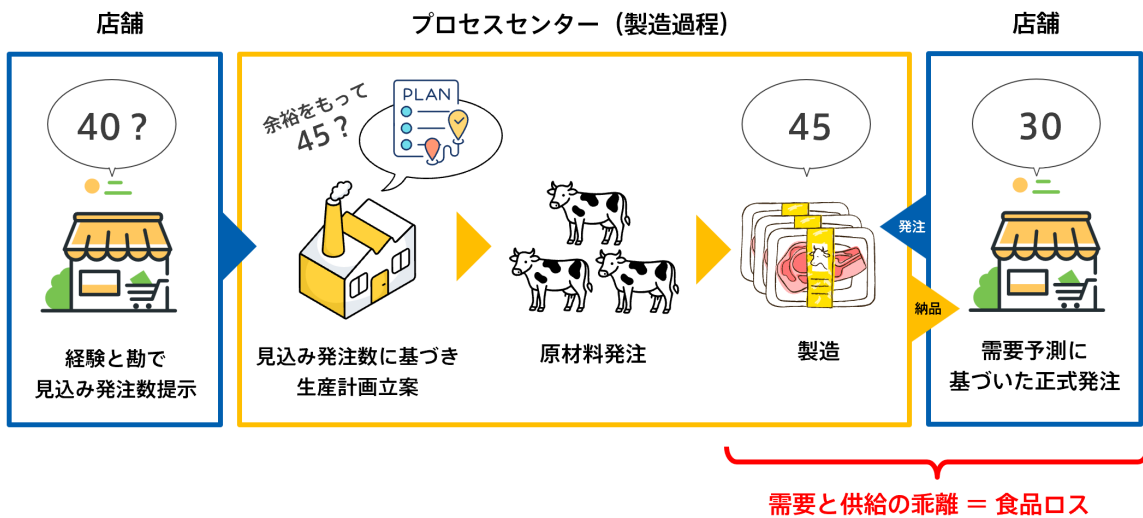 店舗
プロセスセンター（製造過程）
店舗
40？
余裕をもって
45？
PLAN
45
30
発注
納品
経験と勘で
見込み発注数提示
見込み発注数に基づき
生産計画立案
原材料発注
製造
需要予測に
基づいた正式発注
需要と供給の乖離 ＝ 食品ロス